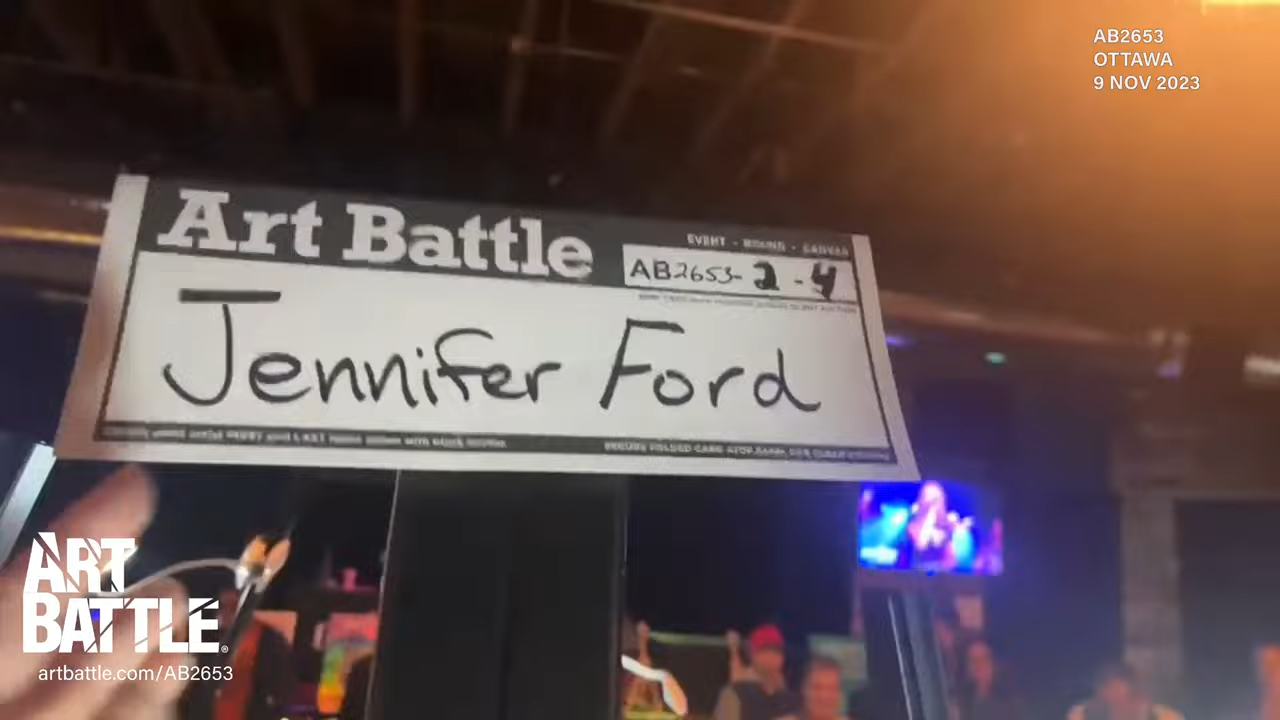 AB2653
OTTAWA
9 NOV 2023
Art Battle
EVENT - ROUND - CANVAS
AB2653-2-4
Jennifer Ford
ART
BATTLE®
artbattle.com/AB2653